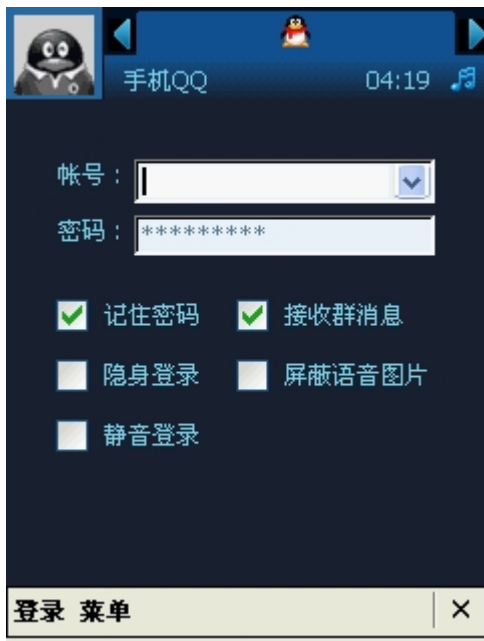 手机QQ 04:19
帐号：
密码：*********
记住密码 接收群消息
隐身登录 屏蔽语音图片
静音登录
登录 菜单